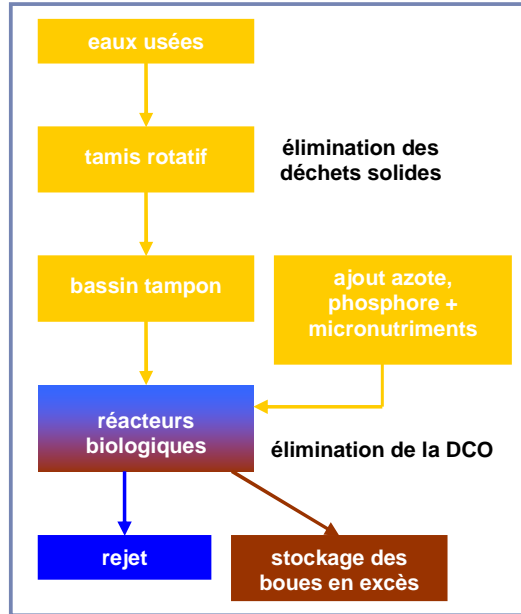 eaux usées
tamis rotatif
élimination des
déchets solides
bassin tampon
ajout azote,
phosphore +
micronutriments
réacteurs
biologiques
élimination de la DCO
rejet
stockage des
boues en excès